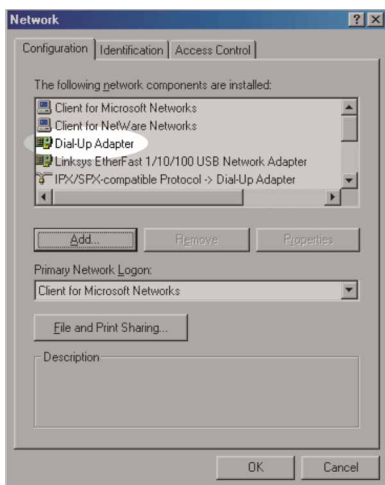 Network
Configuration Identification Access Control
The following network components are installed:
Client for Microsoft Networks
Client for NetWare Networks
Dial-Up Adapter
Linksys EtherFast 1/10/100 USB Network Adapter
IPX/SPX-compatible Protocol -> Dial-Up Adapter
Add... Remove Properties
Primary Network Logon:
Client for Microsoft Networks
File and Print Sharing...
Description
OK Cancel